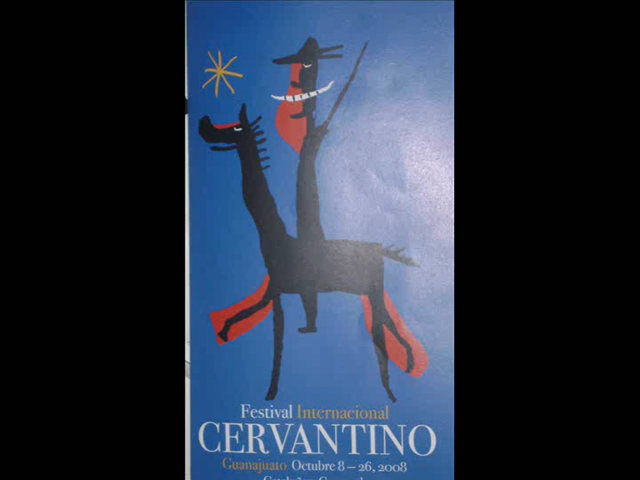 Festival Internacional
CERVANTINO
Guanajuato Octubre 8 – 26, 2008